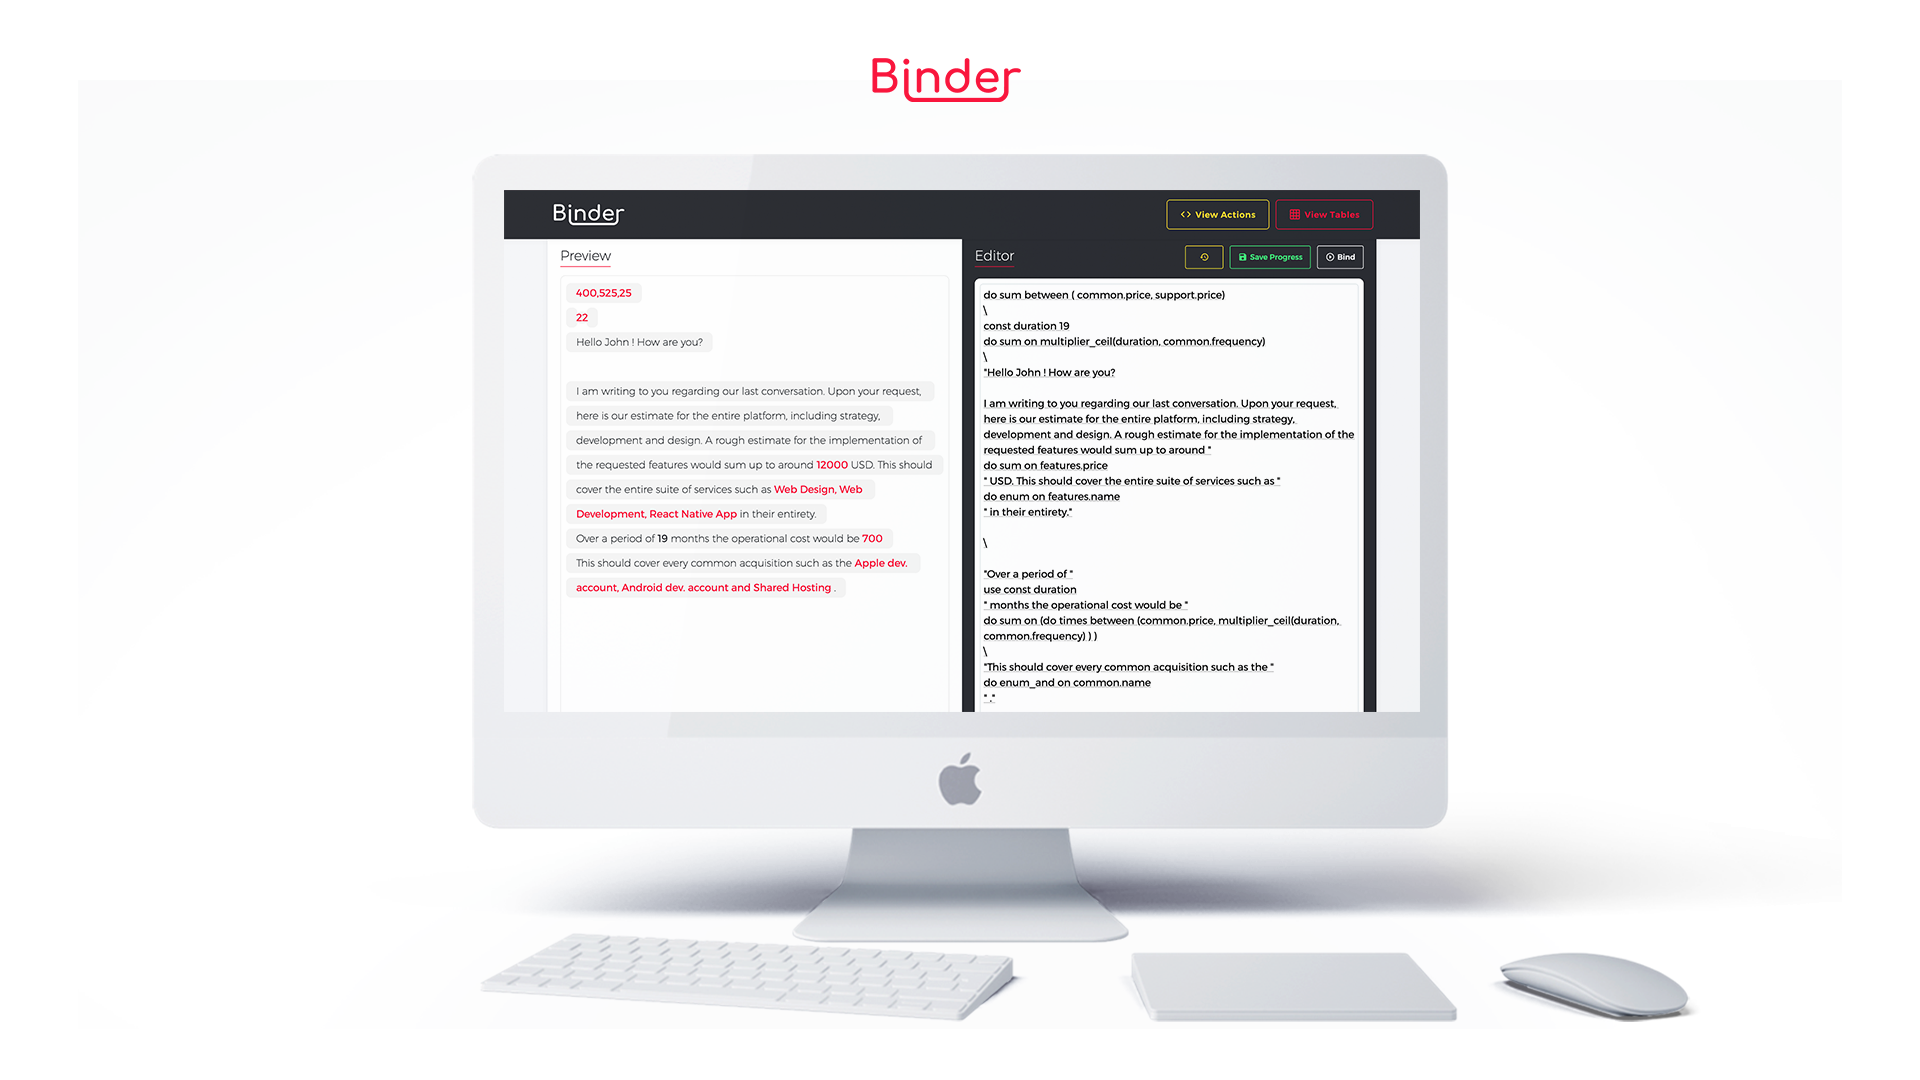 Binder
Binder
View Actions
View Tables
Preview
400,525,25
22
Hello John ! How are you?
I am writing to you regarding our last conversation. Upon your request,
here is our estimate for the entire platform, including strategy,
development and design. A rough estimate for the implementation of
the requested features would sum up to around 12000 USD. This should
cover the entire suite of services such as Web Design, Web
Development, React Native App in their entirety.
Over a period of 19 months the operational cost would be 700
This should cover every common acquisition such as the Apple dev.
account, Android dev. account and Shared Hosting .
Editor
Save Progress
Bind
do sum between ( common.price, support.price)
\
const duration 19
do sum on multiplier_ceil(duration, common.frequency)
\
"Hello John ! How are you?
I am writing to you regarding our last conversation. Upon your request,
here is our estimate for the entire platform, including strategy,
development and design. A rough estimate for the implementation of the
requested features would sum up to around "
do sum on features.price
" USD. This should cover the entire suite of services such as "
do enum on features.name
" in their entirety."
\
"Over a period of "
use const duration
" months the operational cost would be "
do sum on (do times between (common.price, multiplier_ceil(duration,
common.frequency) ) )
\
"This should cover every common acquisition such as the "
do enum_and on common.name
" ."